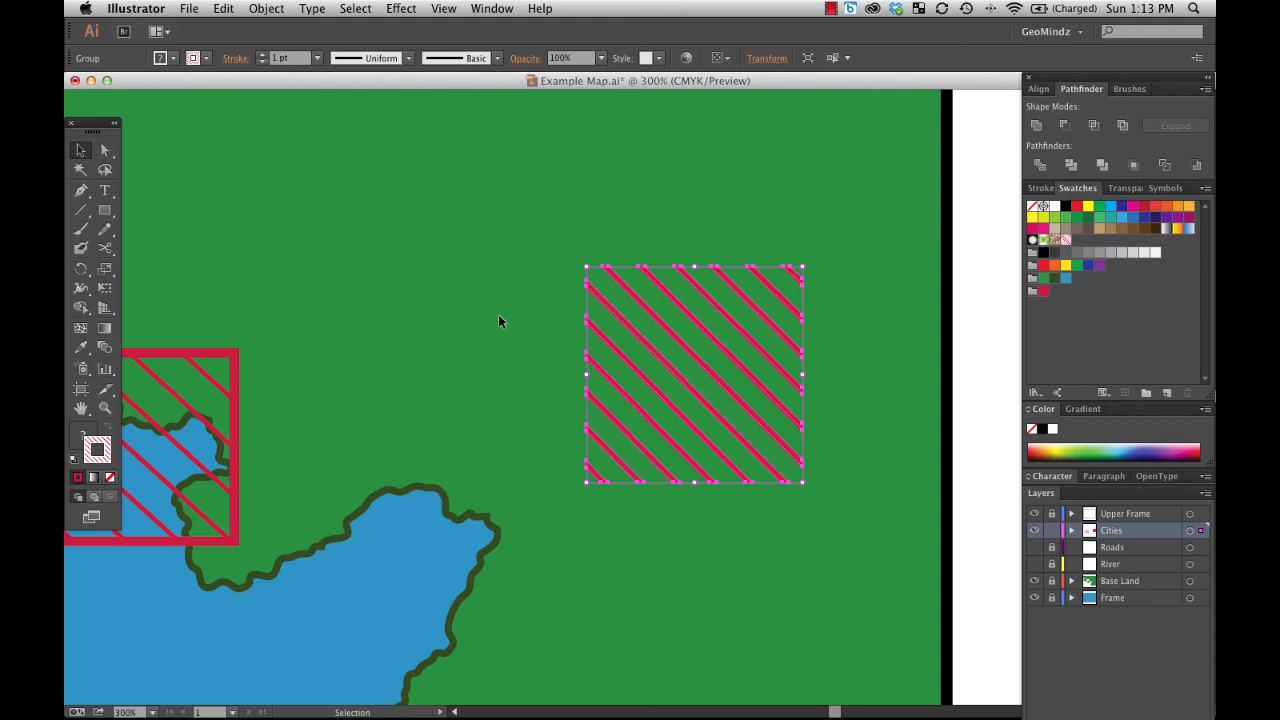 Illustrator File Edit Object Type Select Effect View Window Help (Charged) Sun 1:13 PM
Ai Br GeoMindz
Group ? Stroke: 1 pt Uniform Basic Opacity: 100% Style: Transform
Example Map.ai* @ 300% (CMYK/Preview)
Align Pathfinder Brushes
Shape Modes:
Expand
Pathfinders:
Stroke Swatches Transpa Symbols
Color Gradient
Character Paragraph OpenType
Layers
Upper Frame
Cities
Roads
River
Base Land
Frame
?
300% 1 Selection